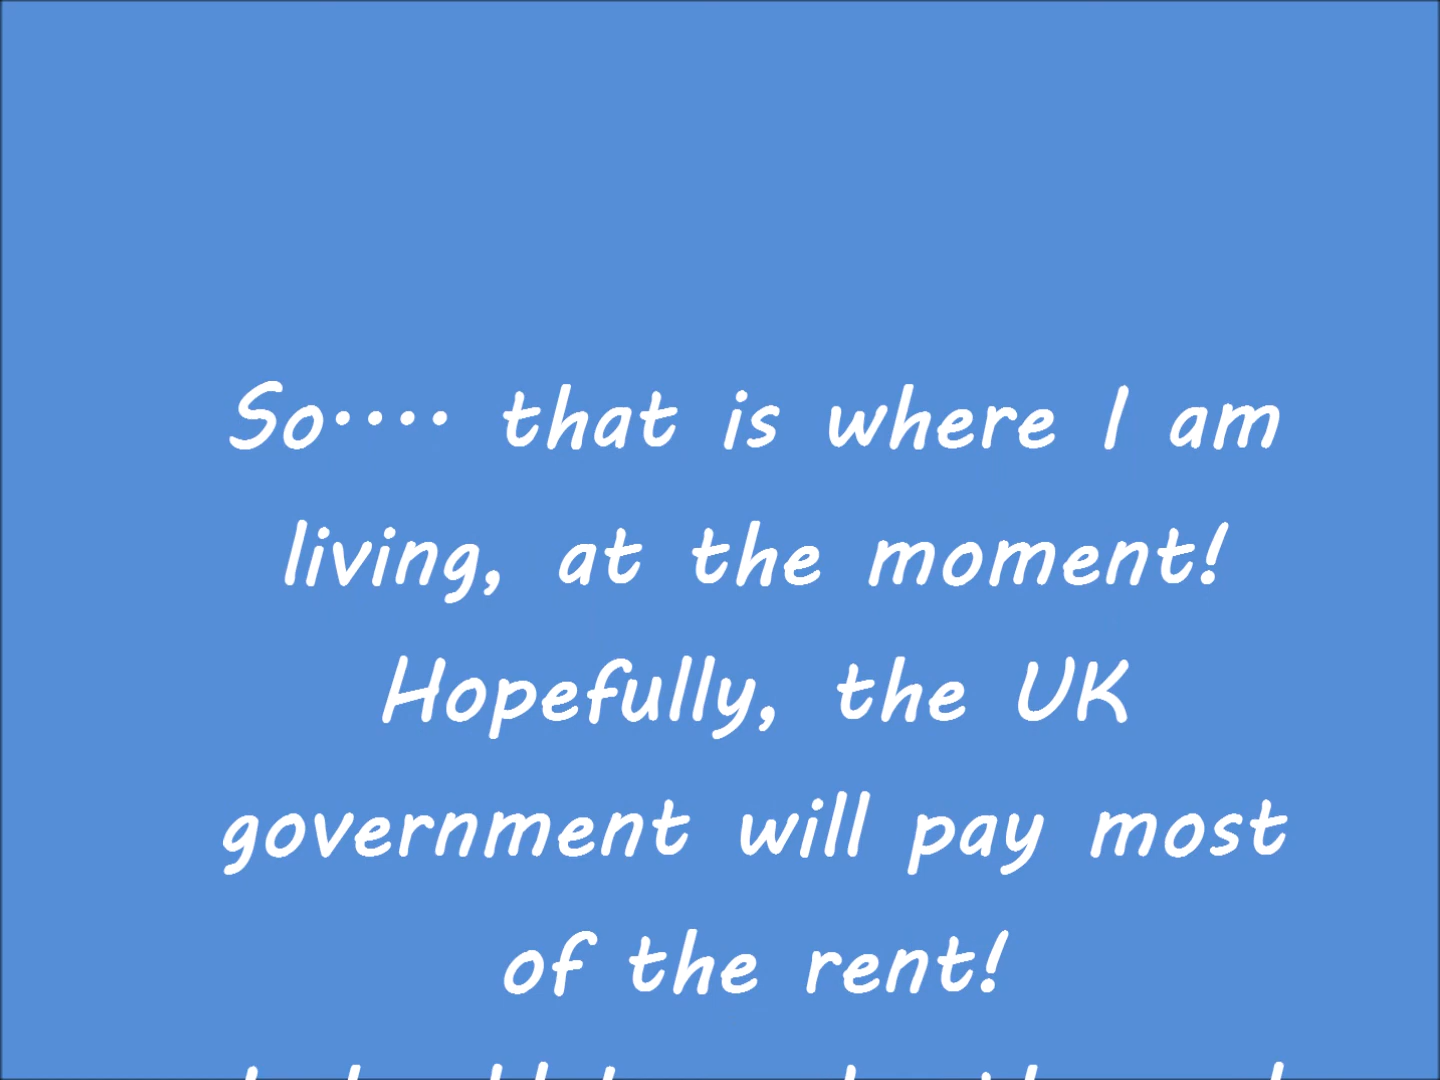 So.... that is where I am
living, at the moment!
Hopefully, the UK
government will pay most
of the rent!